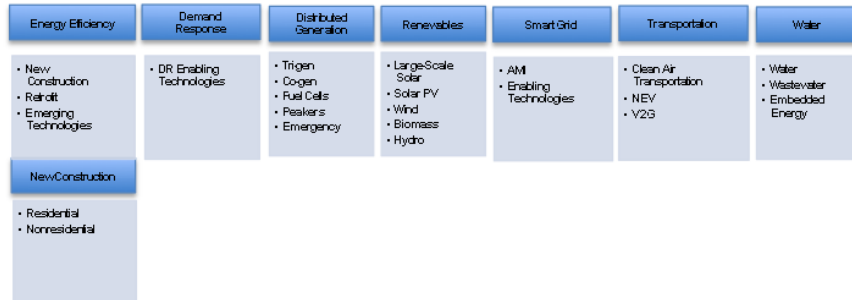 Energy Efficiency
• New
Construction
• Retrofit
• Emerging
Technologies
Demand
Response
• DR Enabling
Technologies
Distributed
Generation
• Trigen
• Co-gen
• Fuel Cells
• Peakers
• Emergency
Renewables
• Large-Scale
Solar
• Solar PV
• Wind
• Biomass
• Hydro
Smart Grid
• AMI
• Enabling
Technologies
Transportation
• Clean Air
Transportation
• NEV
• V2G
Water
• Water
• Wastewater
• Embedded
Energy
New Construction
• Residential
• Nonresidential